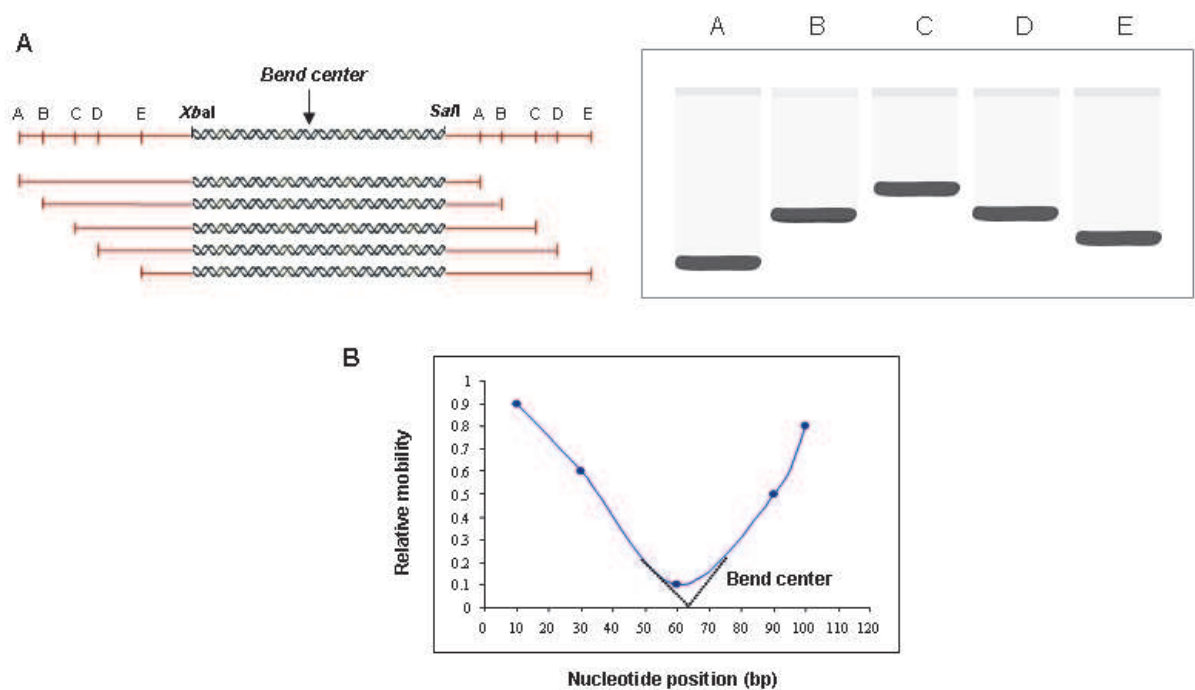 A
Bend center
A B C D E XbaI SalI A B C D E
A B C D E
B
Relative mobility
1
0.9
0.8
0.7
0.6
0.5
0.4
0.3
0.2
0.1
0
Bend center
0 10 20 30 40 50 60 70 80 90 100 110 120
Nucleotide position (bp)